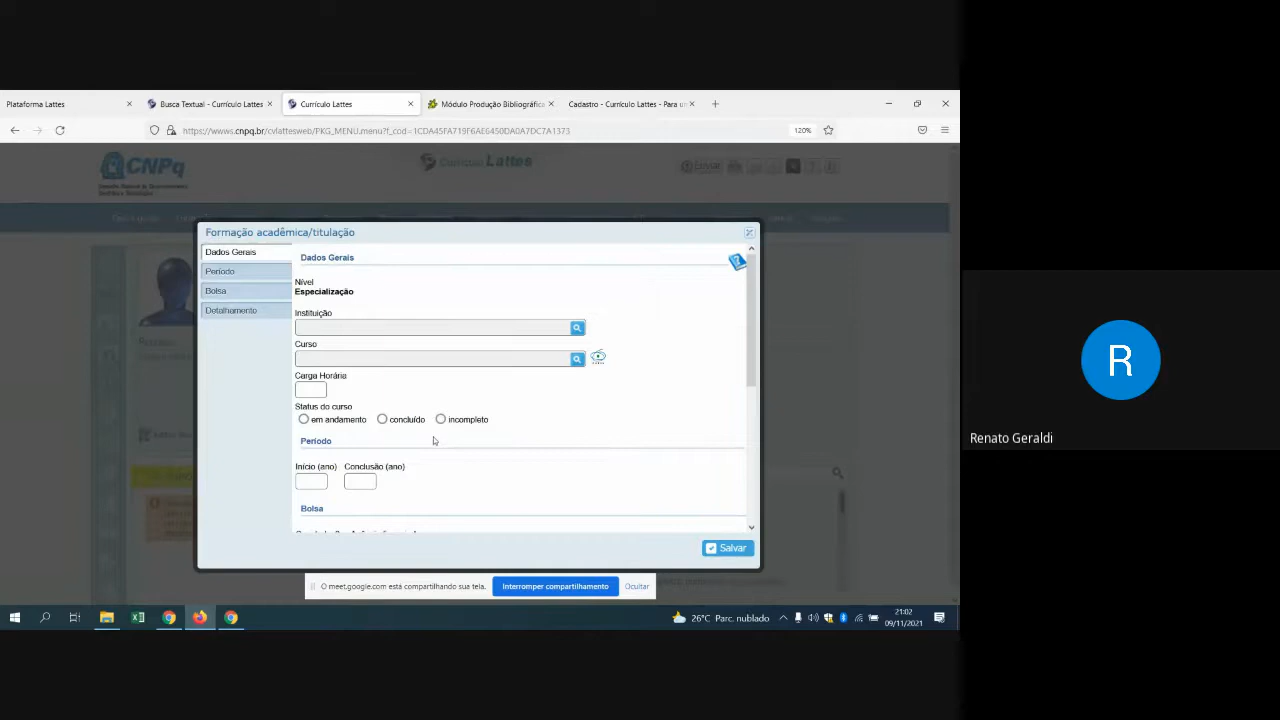 Plataforma Lattes
Busca Textual - Currículo Lattes
Currículo Lattes
Módulo Produção Bibliográfica
Cadastro - Currículo Lattes - Para un
https://wwws.cnpq.br/cvlattesweb/PKG_MENU.menu?f_cod=1CDA45FA719F6AE6450DA0A7DC7A1373
120%
CNPq
Currículo Lattes
Enviar
Formação acadêmica/titulação
Dados Gerais
Período
Bolsa
Detalhamento
Dados Gerais
Nível
Especialização
Instituição
Curso
Carga Horária
Status do curso
em andamento concluído incompleto
Período
Início (ano) Conclusão (ano)
Bolsa
Salvar
O meet.google.com está compartilhando sua tela.
Interromper compartilhamento
Ocultar
26°C Parc. nublado
21:02
09/11/2021
R
Renato Geraldi